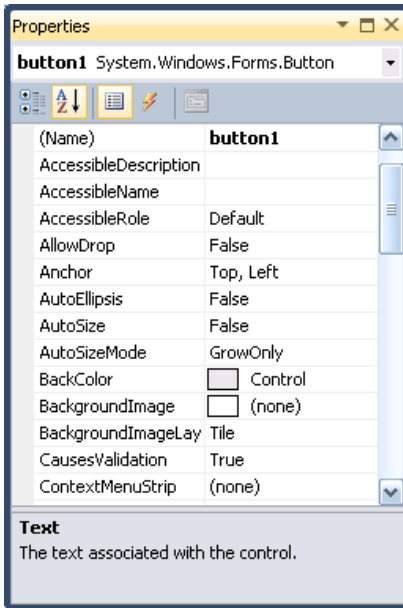 Properties
button1 System.Windows.Forms.Button
A
Z
(Name) button1
AccessibleDescription
AccessibleName
AccessibleRole Default
AllowDrop False
Anchor Top, Left
AutoEllipsis False
AutoSize False
AutoSizeMode GrowOnly
BackColor Control
BackgroundImage (none)
BackgroundImageLay Tile
CausesValidation True
ContextMenuStrip (none)
Text
The text associated with the control.